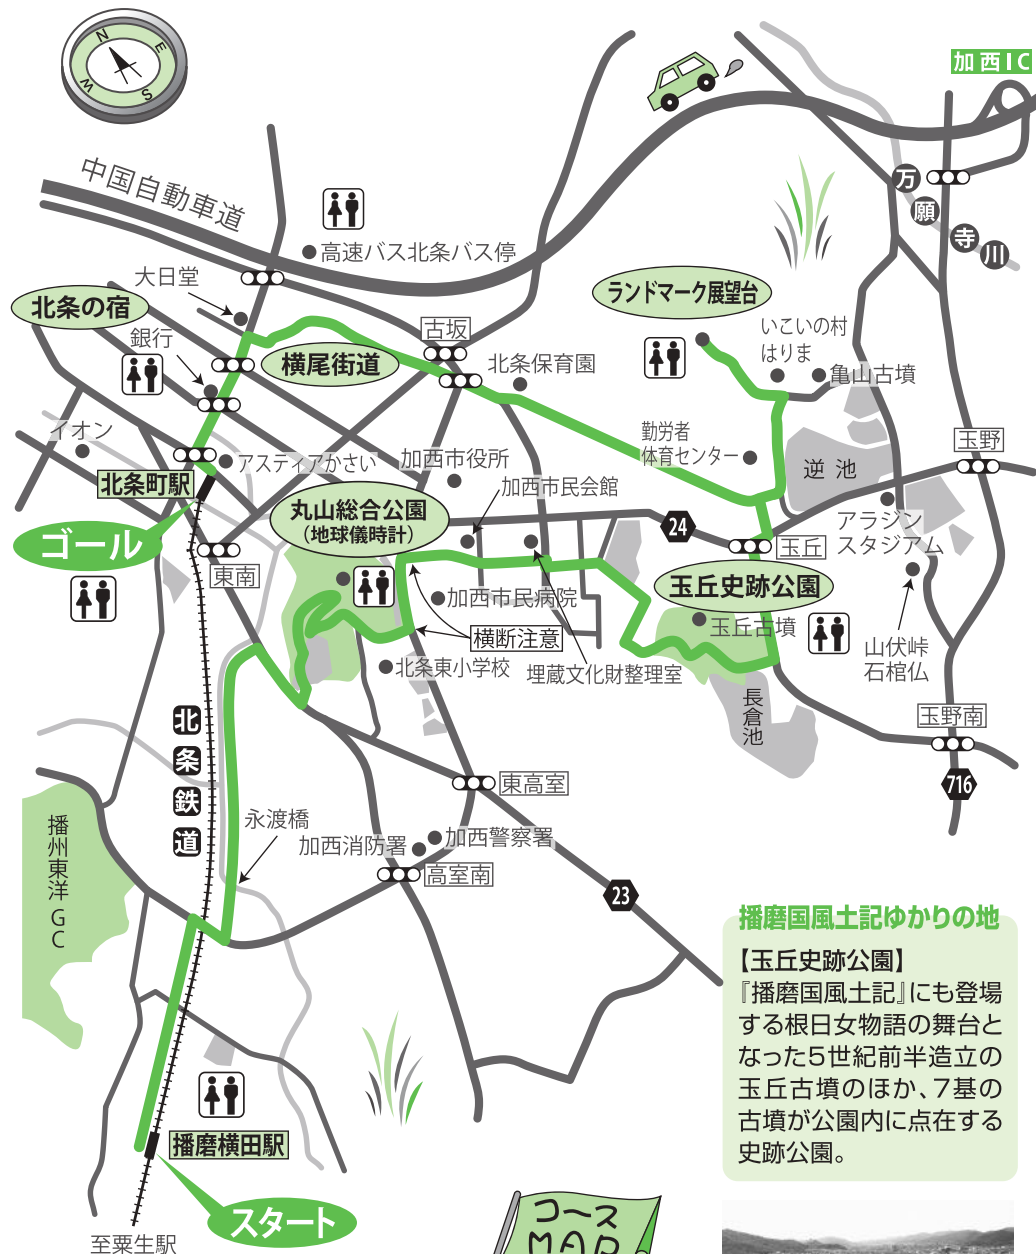 N
E
W
S
加西IC
中国自動車道
万願寺川
高速バス北条バス停
大日堂
北条の宿
ランドマーク展望台
銀行
横尾街道
古坂
北条保育園
いこいの村
はりま
亀山古墳
イオン
アスティアかさい
加西市役所
勤労者
体育センター
逆池
玉野
北条町駅
丸山総合公園
(地球儀時計)
加西市民会館
24
アラジン
スタジアム
ゴール
東南
玉丘
玉丘史跡公園
加西市民病院
玉丘古墳
横断注意
山伏峠
石棺仏
北条東小学校
埋蔵文化財整理室
長倉池
玉野南
北条鉄道
716
東高室
永渡橋
加西消防署
加西警察署
高室南
播州東洋GC
23
播磨国風土記ゆかりの地
【玉丘史跡公園】
『播磨国風土記』にも登場
する根日女物語の舞台と
なった5世紀前半造立の
玉丘古墳のほか、7基の
古墳が公園内に点在する
史跡公園。
播磨横田駅
スタート
至粟生駅
コース
MAP